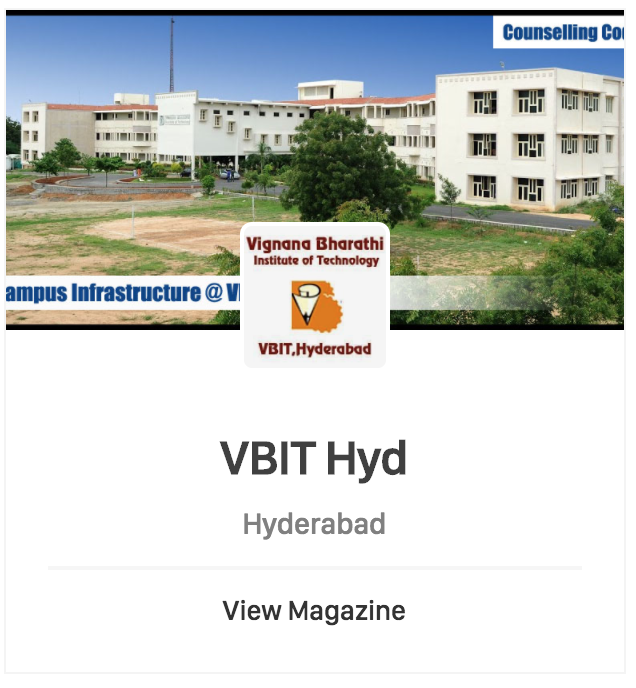 Counselling Co
Vignana Bharathi
Institute of Technology
VBIT,Hyderabad
ampus Infrastructure @ V
VBIT Hyd
Hyderabad
View Magazine